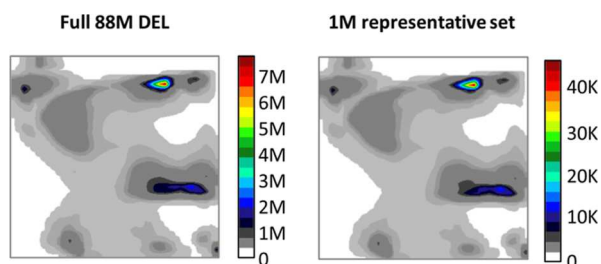 Full 88M DEL
1M representative set
7M
6M
5M
4M
3M
2M
1M
0
40K
30K
20K
10K
0